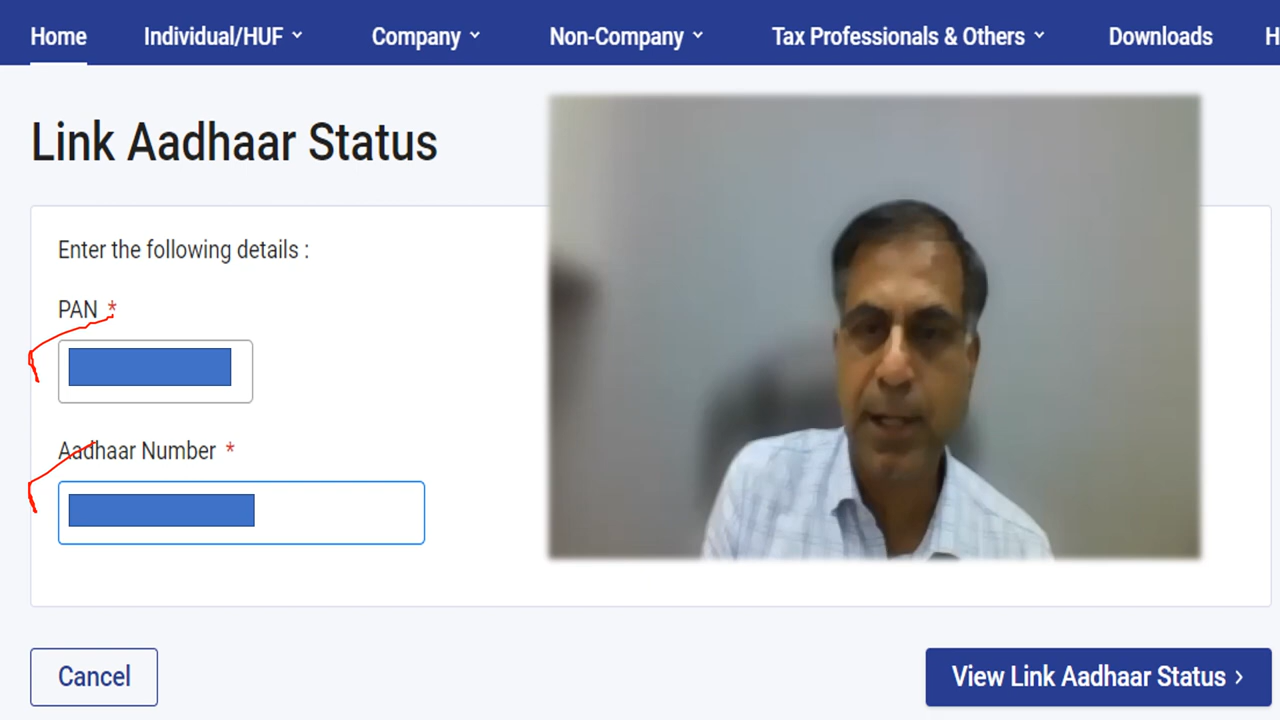 Home Individual/HUF Company Non-Company Tax Professionals & Others Downloads H
Link Aadhaar Status
Enter the following details :
PAN *
Aadhaar Number *
Cancel View Link Aadhaar Status